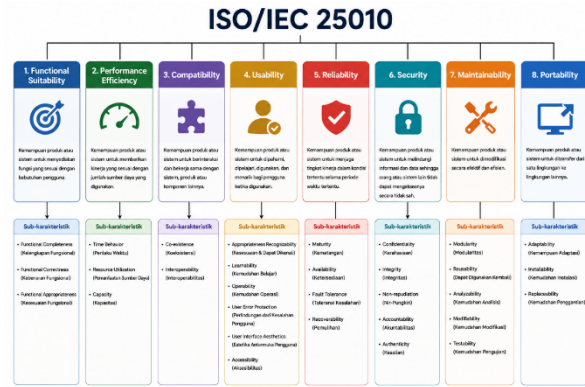 ISO/IEC 25010
1. Functional
Suitability
Kemampuan produk atau
sistem untuk menyediakan
fungsi yang sesuai dengan
kebutuhan pengguna.
Sub-karakteristik
• Functional Completeness
(Kelengkapan Fungsional)
• Functional Correctness
(Kebenaran Fungsional)
• Functional Appropriateness
(Kesesuaian Fungsional)
2. Performance
Efficiency
Kemampuan produk atau
sistem untuk memberikan
kinerja yang sesuai dengan
jumlah sumber daya yang
digunakan.
Sub-karakteristik
• Time Behavior
(Perilaku Waktu)
• Resource Utilization
(Pemanfaatan Sumber Daya)
• Capacity
(Kapasitas)
3. Compatibility
Kemampuan produk atau
sistem untuk berinteraksi
dan bekerja sama dengan
sistem, produk atau
komponen lainnya.
Sub-karakteristik
• Co-existence
(Koeksistensi)
• Interoperability
(Interoperabilitas)
4. Usability
Kemampuan produk atau
sistem untuk dipahami,
dipelajari, digunakan, dan
menarik bagi pengguna
ketika digunakan.
Sub-karakteristik
• Appropriateness Recognizability
(Kesesuaian & Dapat Dikenali)
• Learnability
(Kemudahan Belajar)
• Operability
(Kemudahan Operasi)
• User Error Protection
(Perlindungan dari Kesalahan
Pengguna)
• User Interface Aesthetics
(Estetika Antarmuka Pengguna)
• Accessibility
(Aksesibilitas)
5. Reliability
Kemampuan produk atau
sistem untuk menjaga
tingkat kinerja dalam kondisi
tertentu selama periode
waktu tertentu.
Sub-karakteristik
• Maturity
(Kematangan)
• Availability
(Ketersediaan)
• Fault Tolerance
(Toleransi Kesalahan)
• Recoverability
(Pemulihan)
6. Security
Kemampuan produk atau
sistem untuk melindungi
informasi dan data sehingga
orang atau sistem lain tidak
dapat mengaksesnya
secara tidak sah.
Sub-karakteristik
• Confidentiality
(Kerahasiaan)
• Integrity
(Integritas)
• Non-repudiation
• Accountability
(Akuntabilitas)
• Authenticity
(Keaslian)
7. Maintainability
Kemampuan produk atau
sistem untuk dimodifikasi
secara efektif dan efisien.
Sub-karakteristik
• Modularity
(Modularitas)
• Reusability
(Dapat Digunakan Kembali)
• Analyzability
(Kemudahan Analisis)
• Modifiability
(Kemudahan Modifikasi)
• Testability
(Kemudahan Pengujian)
8. Portability
Kemampuan produk atau
sistem untuk ditransfer dari
satu lingkungan ke
lingkungan lainnya.
Sub-karakteristik
• Adaptability
(Kemampuan Adaptasi)
• Installability
(Kemudahan Instalasi)
• Replaceability
(Kemudahan Penggantian)